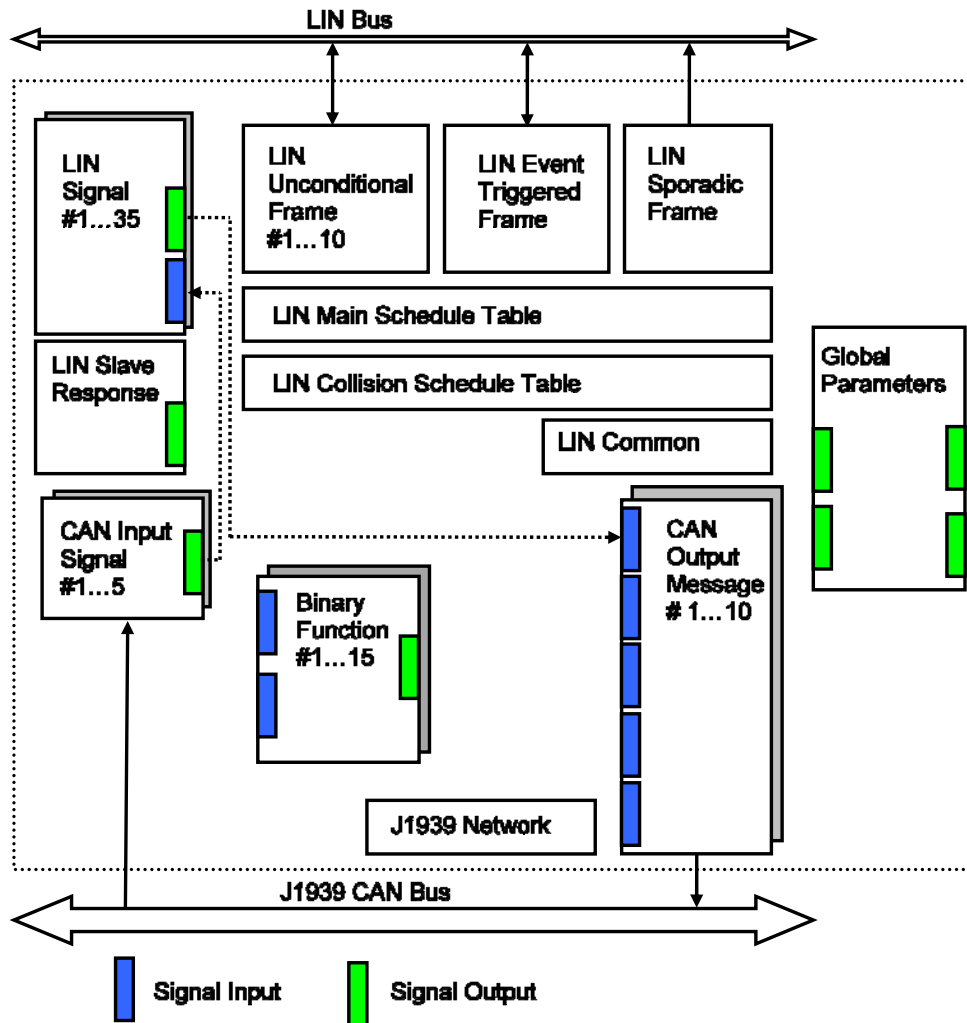 LIN Bus
LIN
Signal
#1...35
LIN
Unconditional
Frame
#1...10
LIN Event
Triggered
Frame
LIN
Sporadic
Frame
LIN Main Schedule Table
LIN Slave
Response
LIN Collision Schedule Table
Global
Parameters
LIN Common
CAN Input
Signal
#1...5
Binary
Function
#1...15
CAN
Output
Message
# 1...10
J1939 Network
J1939 CAN Bus
Signal Input
Signal Output